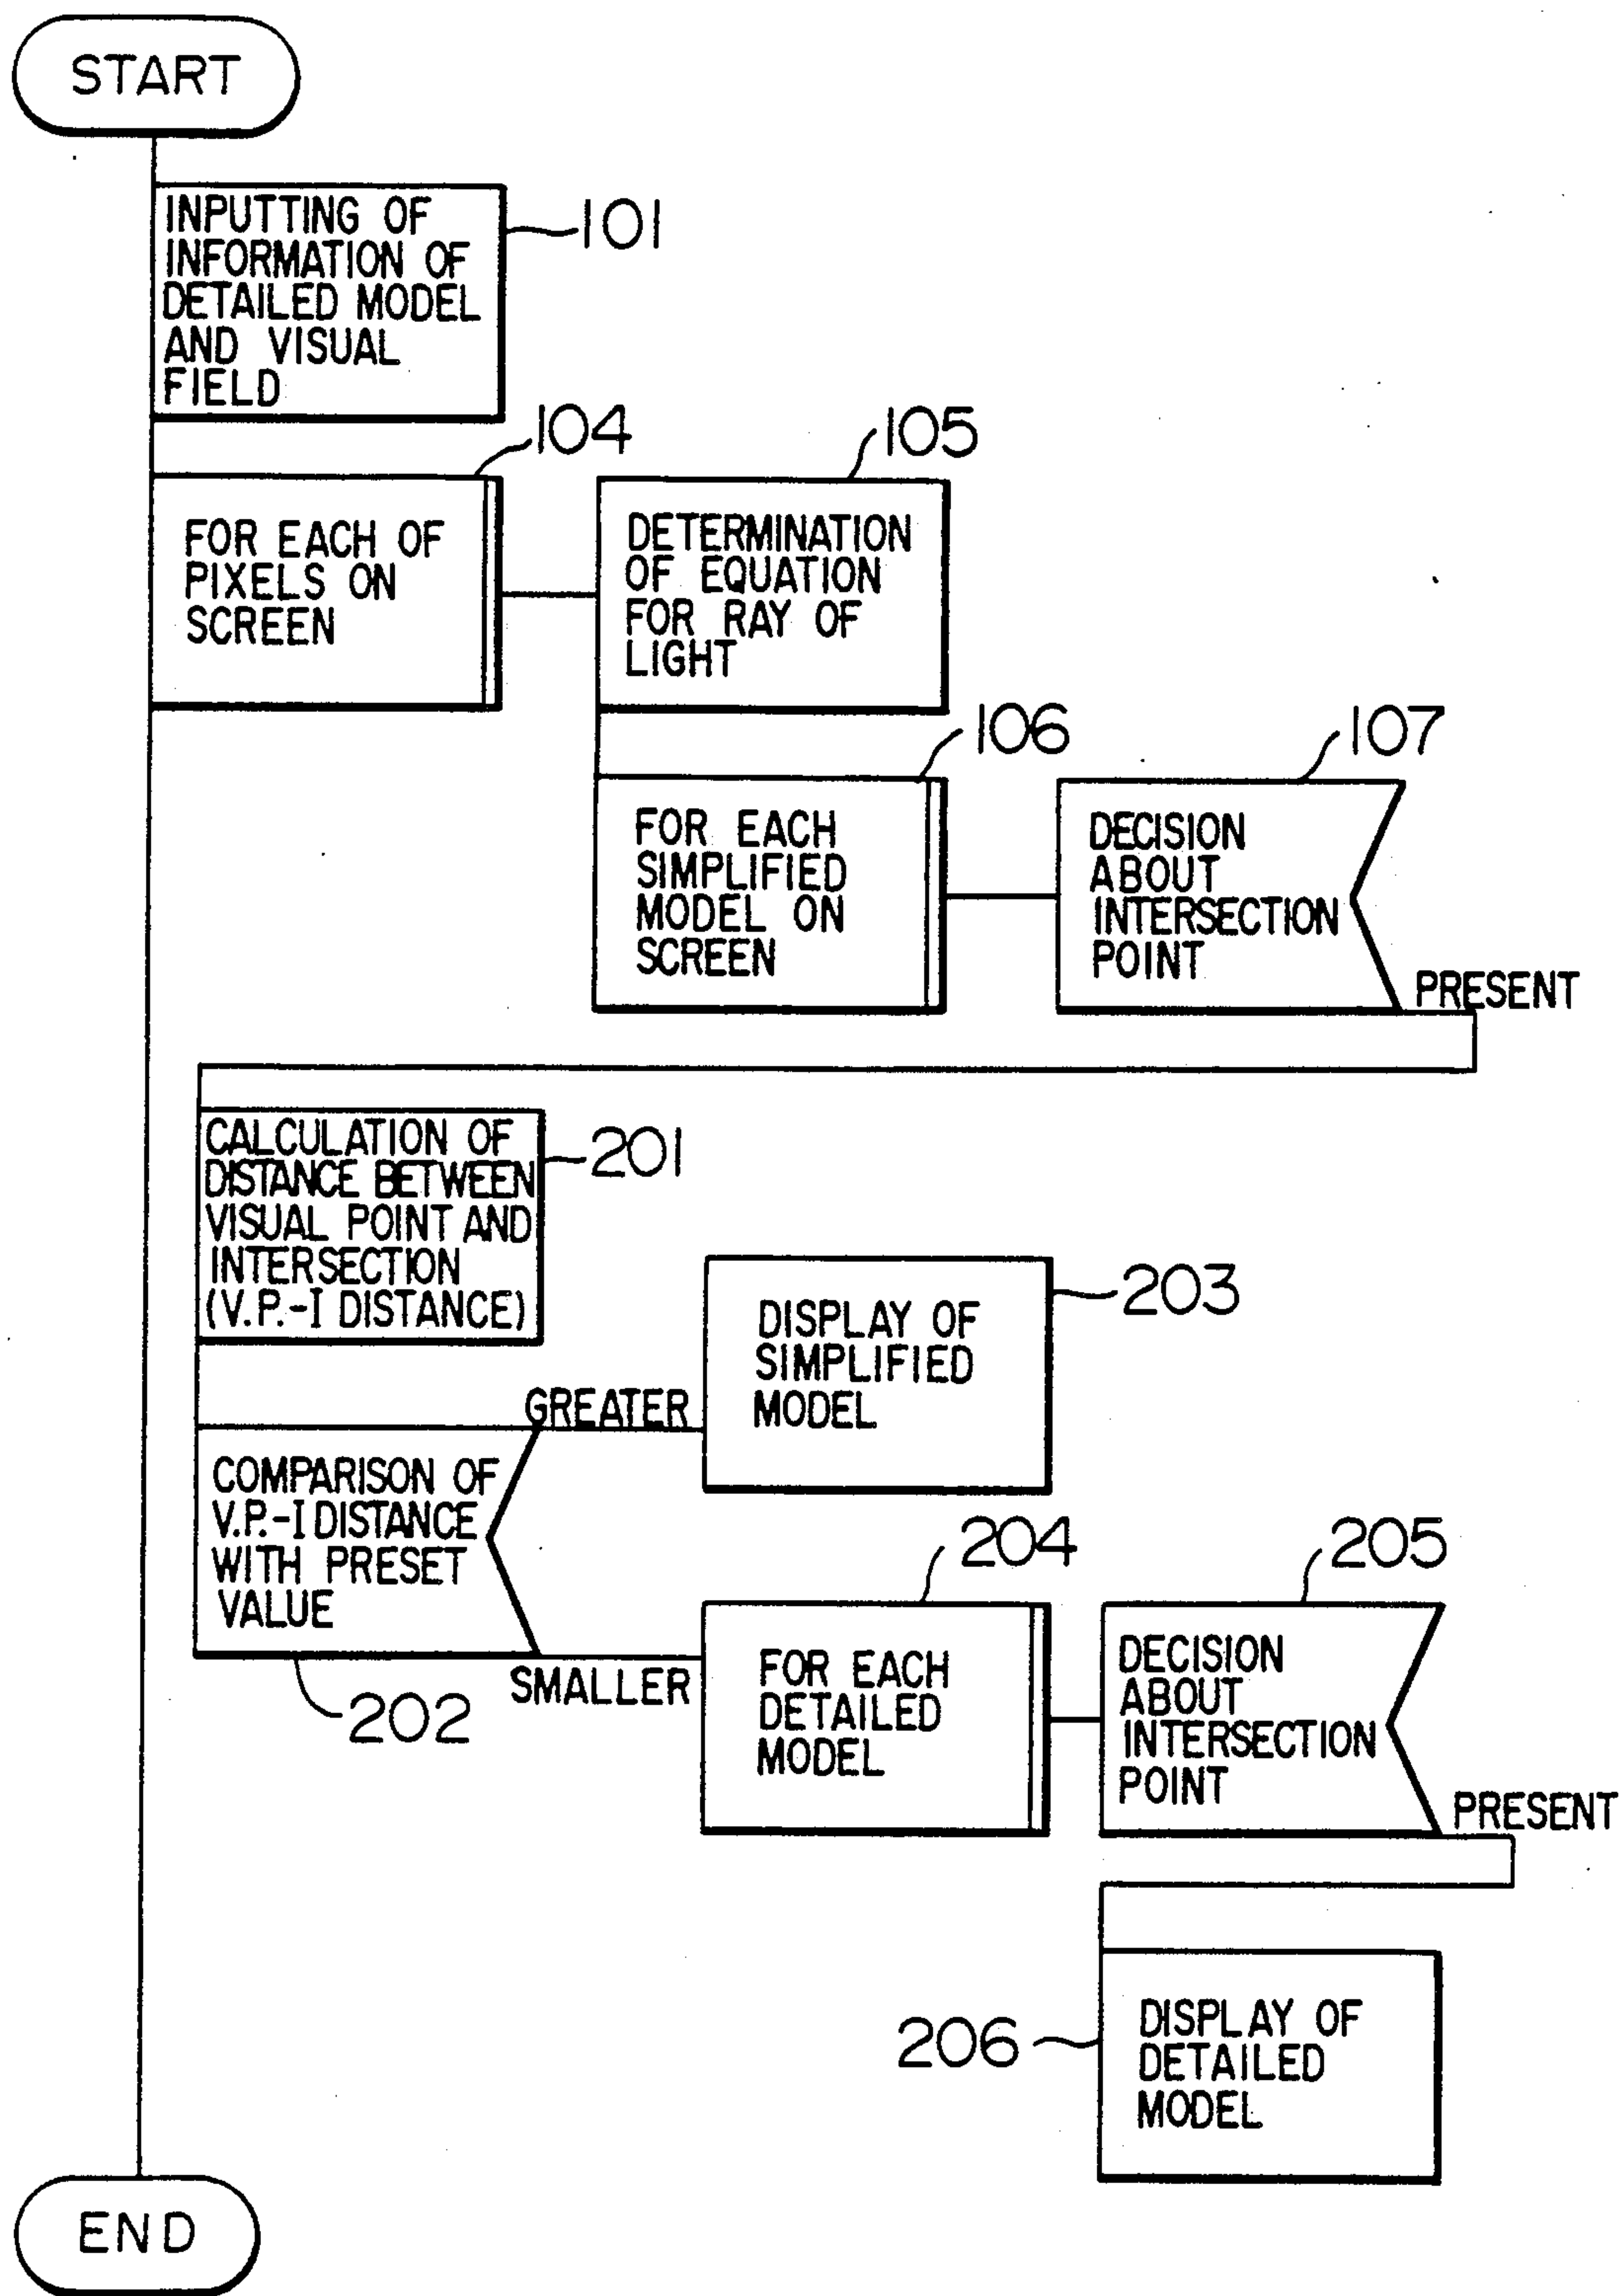 START
INPUTTING OF
INFORMATION OF
DETAILED MODEL
AND VISUAL
FIELD
101
104
FOR EACH OF
PIXELS ON
SCREEN
105
DETERMINATION
OF EQUATION
FOR RAY OF
LIGHT
106
FOR EACH
SIMPLIFIED
MODEL ON
SCREEN
107
DECISION
ABOUT
INTERSECTION
POINT
PRESENT
CALCULATION OF
DISTANCE BETWEEN
VISUAL POINT AND
INTERSECTION
(V.P.-I DISTANCE)
201
GREATER
DISPLAY OF
SIMPLIFIED
MODEL
203
COMPARISON OF
V.P.-I DISTANCE
WITH PRESET
VALUE
202
SMALLER
204
FOR EACH
DETAILED
MODEL
205
DECISION
ABOUT
INTERSECTION
POINT
PRESENT
206
DISPLAY OF
DETAILED
MODEL
END